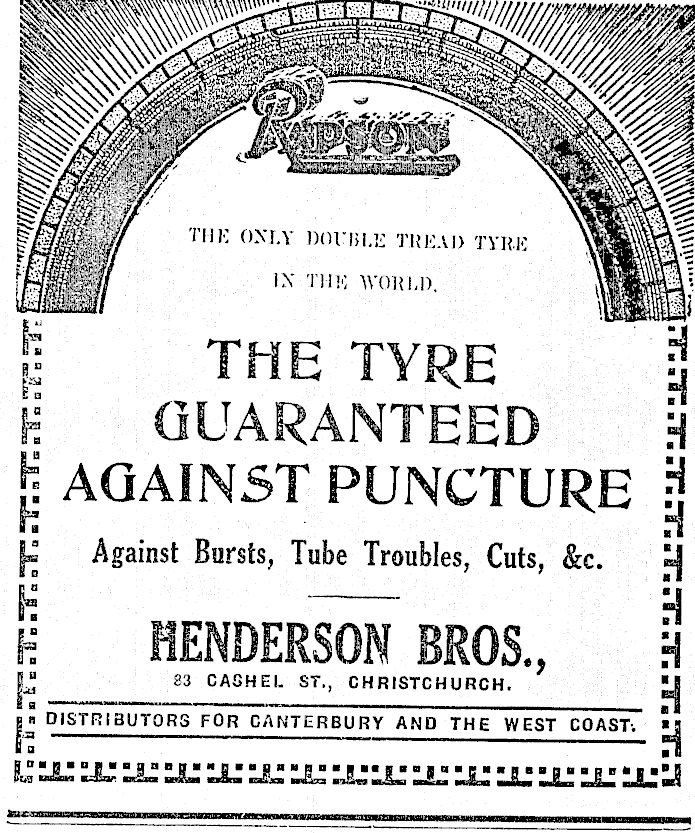 RAPSON
THE ONLY DOUBLE TREAD TYRE
IN THE WORLD.
THE TYRE
GUARANTEED
AGAINST PUNCTURE
Against Bursts, Tube Troubles, Cuts, &c.
HENDERSON BROS.,
83 CASHEL ST., CHRISTCHURCH.
DISTRIBUTORS FOR CANTERBURY AND THE WEST COAST.